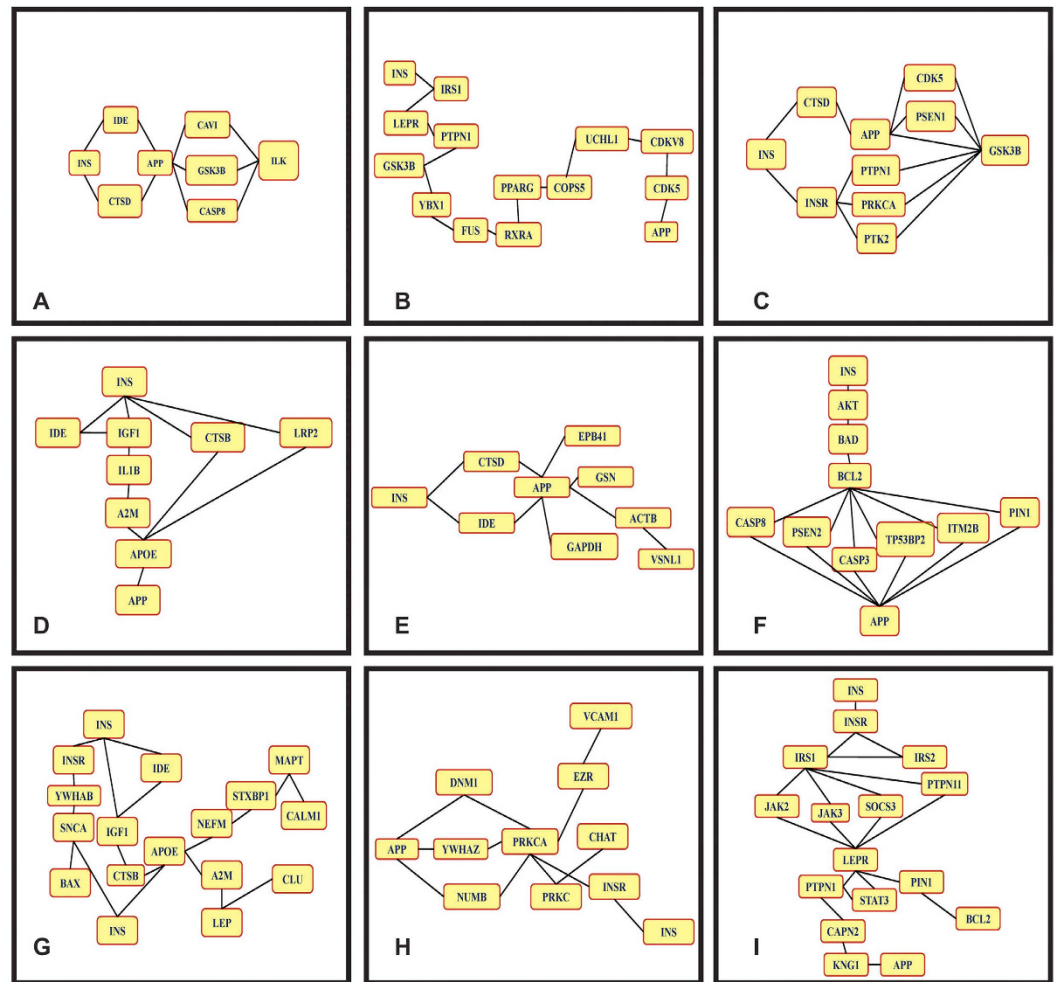 IDE
CAVI
INS
APP
GSK3B
ILK
CTSD
CASP8
A
INS
IRS1
LEPR
PTPN1
UCHL1
CDKV8
GSK3B
PPARG
COPS5
CDK5
YBX1
FUS
RXRA
APP
B
CDK5
CTSD
PSEN1
APP
INS
GSK3B
PTPN1
INSR
PRKCA
PTK2
C
INS
IDE
IGF1
CTSB
LRP2
IL1B
A2M
APOE
APP
D
EPB41
CTSD
GSN
INS
APP
IDE
ACTB
GAPDH
VSNL1
E
INS
AKT
BAD
BCL2
CASP8
PSEN2
CASP3
TP53BP2
ITM2B
PIN1
APP
F
INS
INSR
IDE
MAPT
YWHAB
STXBP1
CALM1
SNCA
IGF1
NEFM
APOE
BAX
CTSB
A2M
CLU
INS
LEP
G
VCAM1
DNM1
EZR
APP
YWHAZ
PRKCA
CHAT
NUMB
PRKC
INSR
INS
H
INS
INSR
IRS1
IRS2
PTPN11
JAK2
JAK3
SOCS3
LEPR
PTPN1
STAT3
PIN1
BCL2
CAPN2
KNG1
APP
I